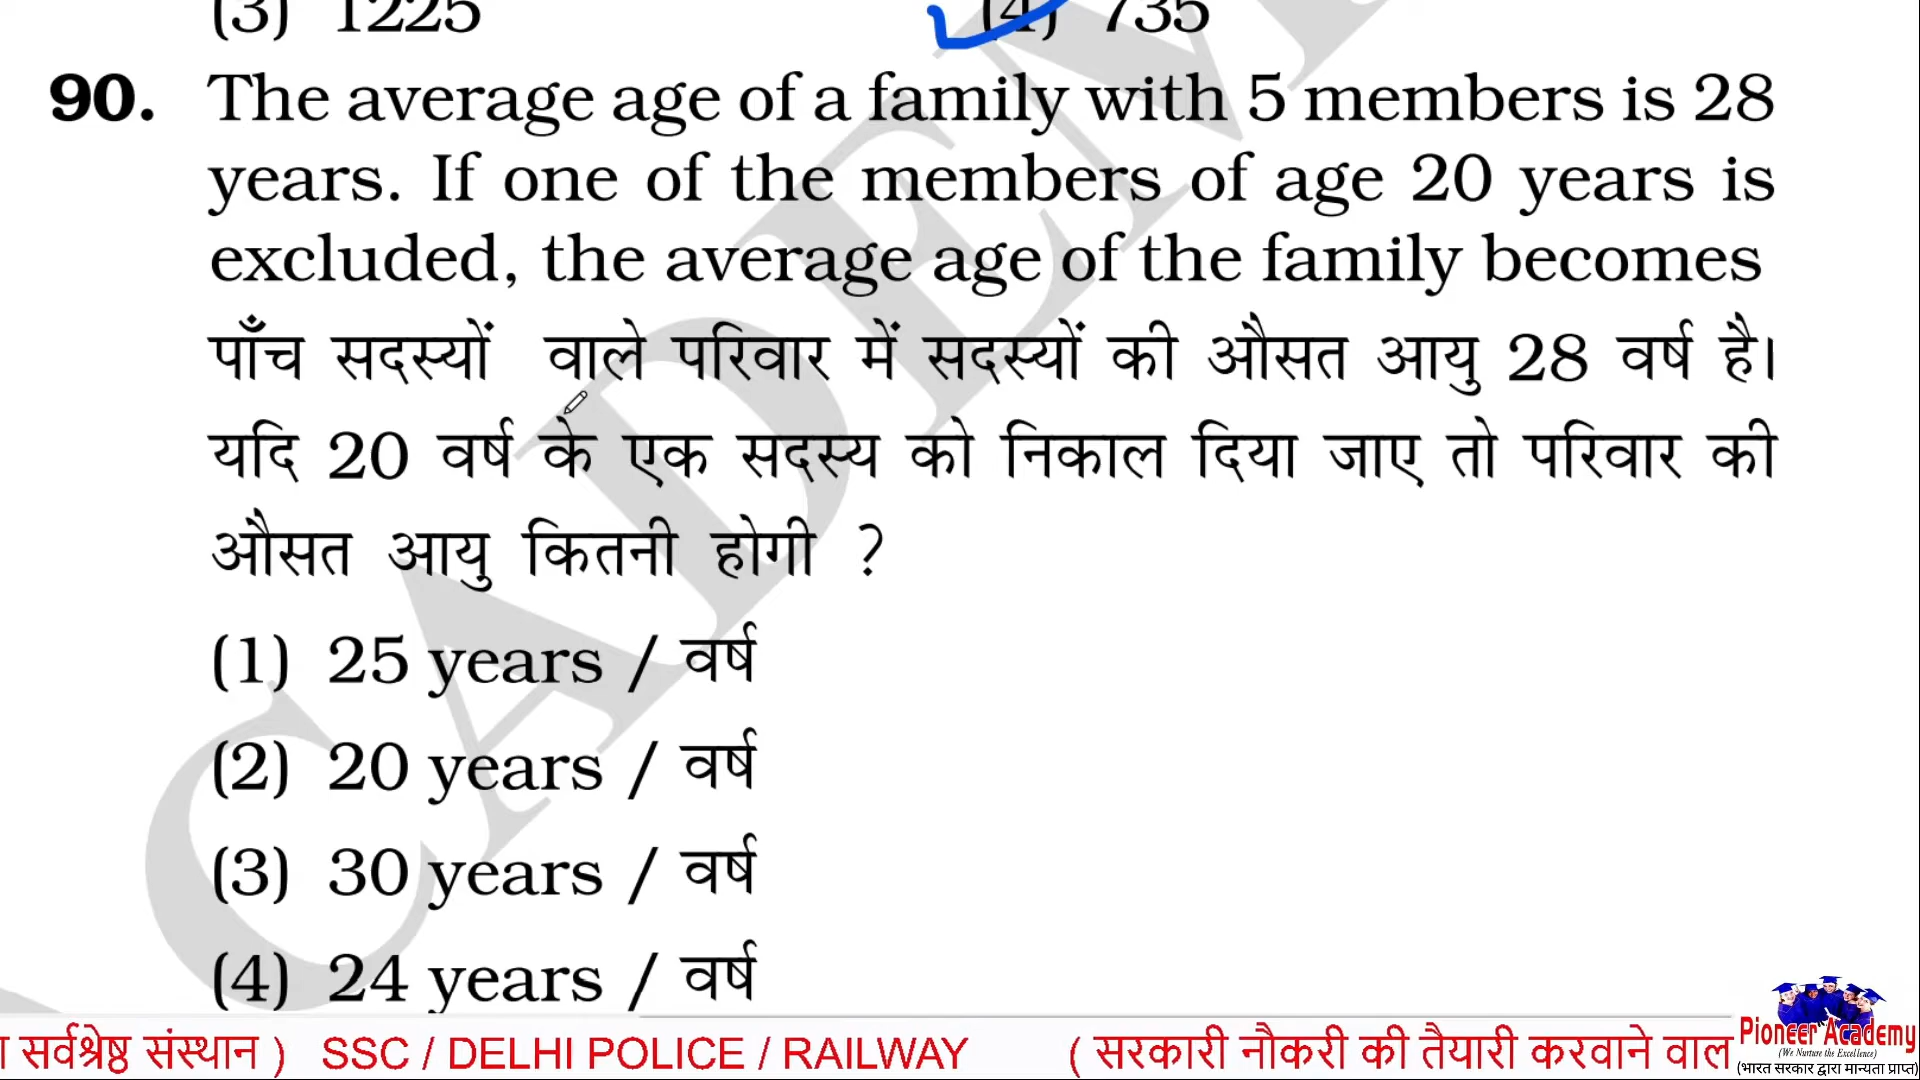 (3) 1225 (4) 735
90. The average age of a family with 5 members is 28
years. If one of the members of age 20 years is
excluded, the average age of the family becomes
पाँच सदस्यों वाले परिवार में सदस्यों की औसत आयु 28 वर्ष है।
यदि 20 वर्ष के एक सदस्य को निकाल दिया जाए तो परिवार की
औसत आयु कितनी होगी ?
(1) 25 years / वर्ष
(2) 20 years / वर्ष
(3) 30 years / वर्ष
(4) 24 years / वर्ष
सर्वश्रेष्ठ संस्थान ) SSC / DELHI POLICE / RAILWAY ( सरकारी नौकरी की तैयारी करवाने वाल
Pioneer Academy
(We Nurture the Excellence)
(भारत सरकार द्वारा मान्यता प्राप्त)